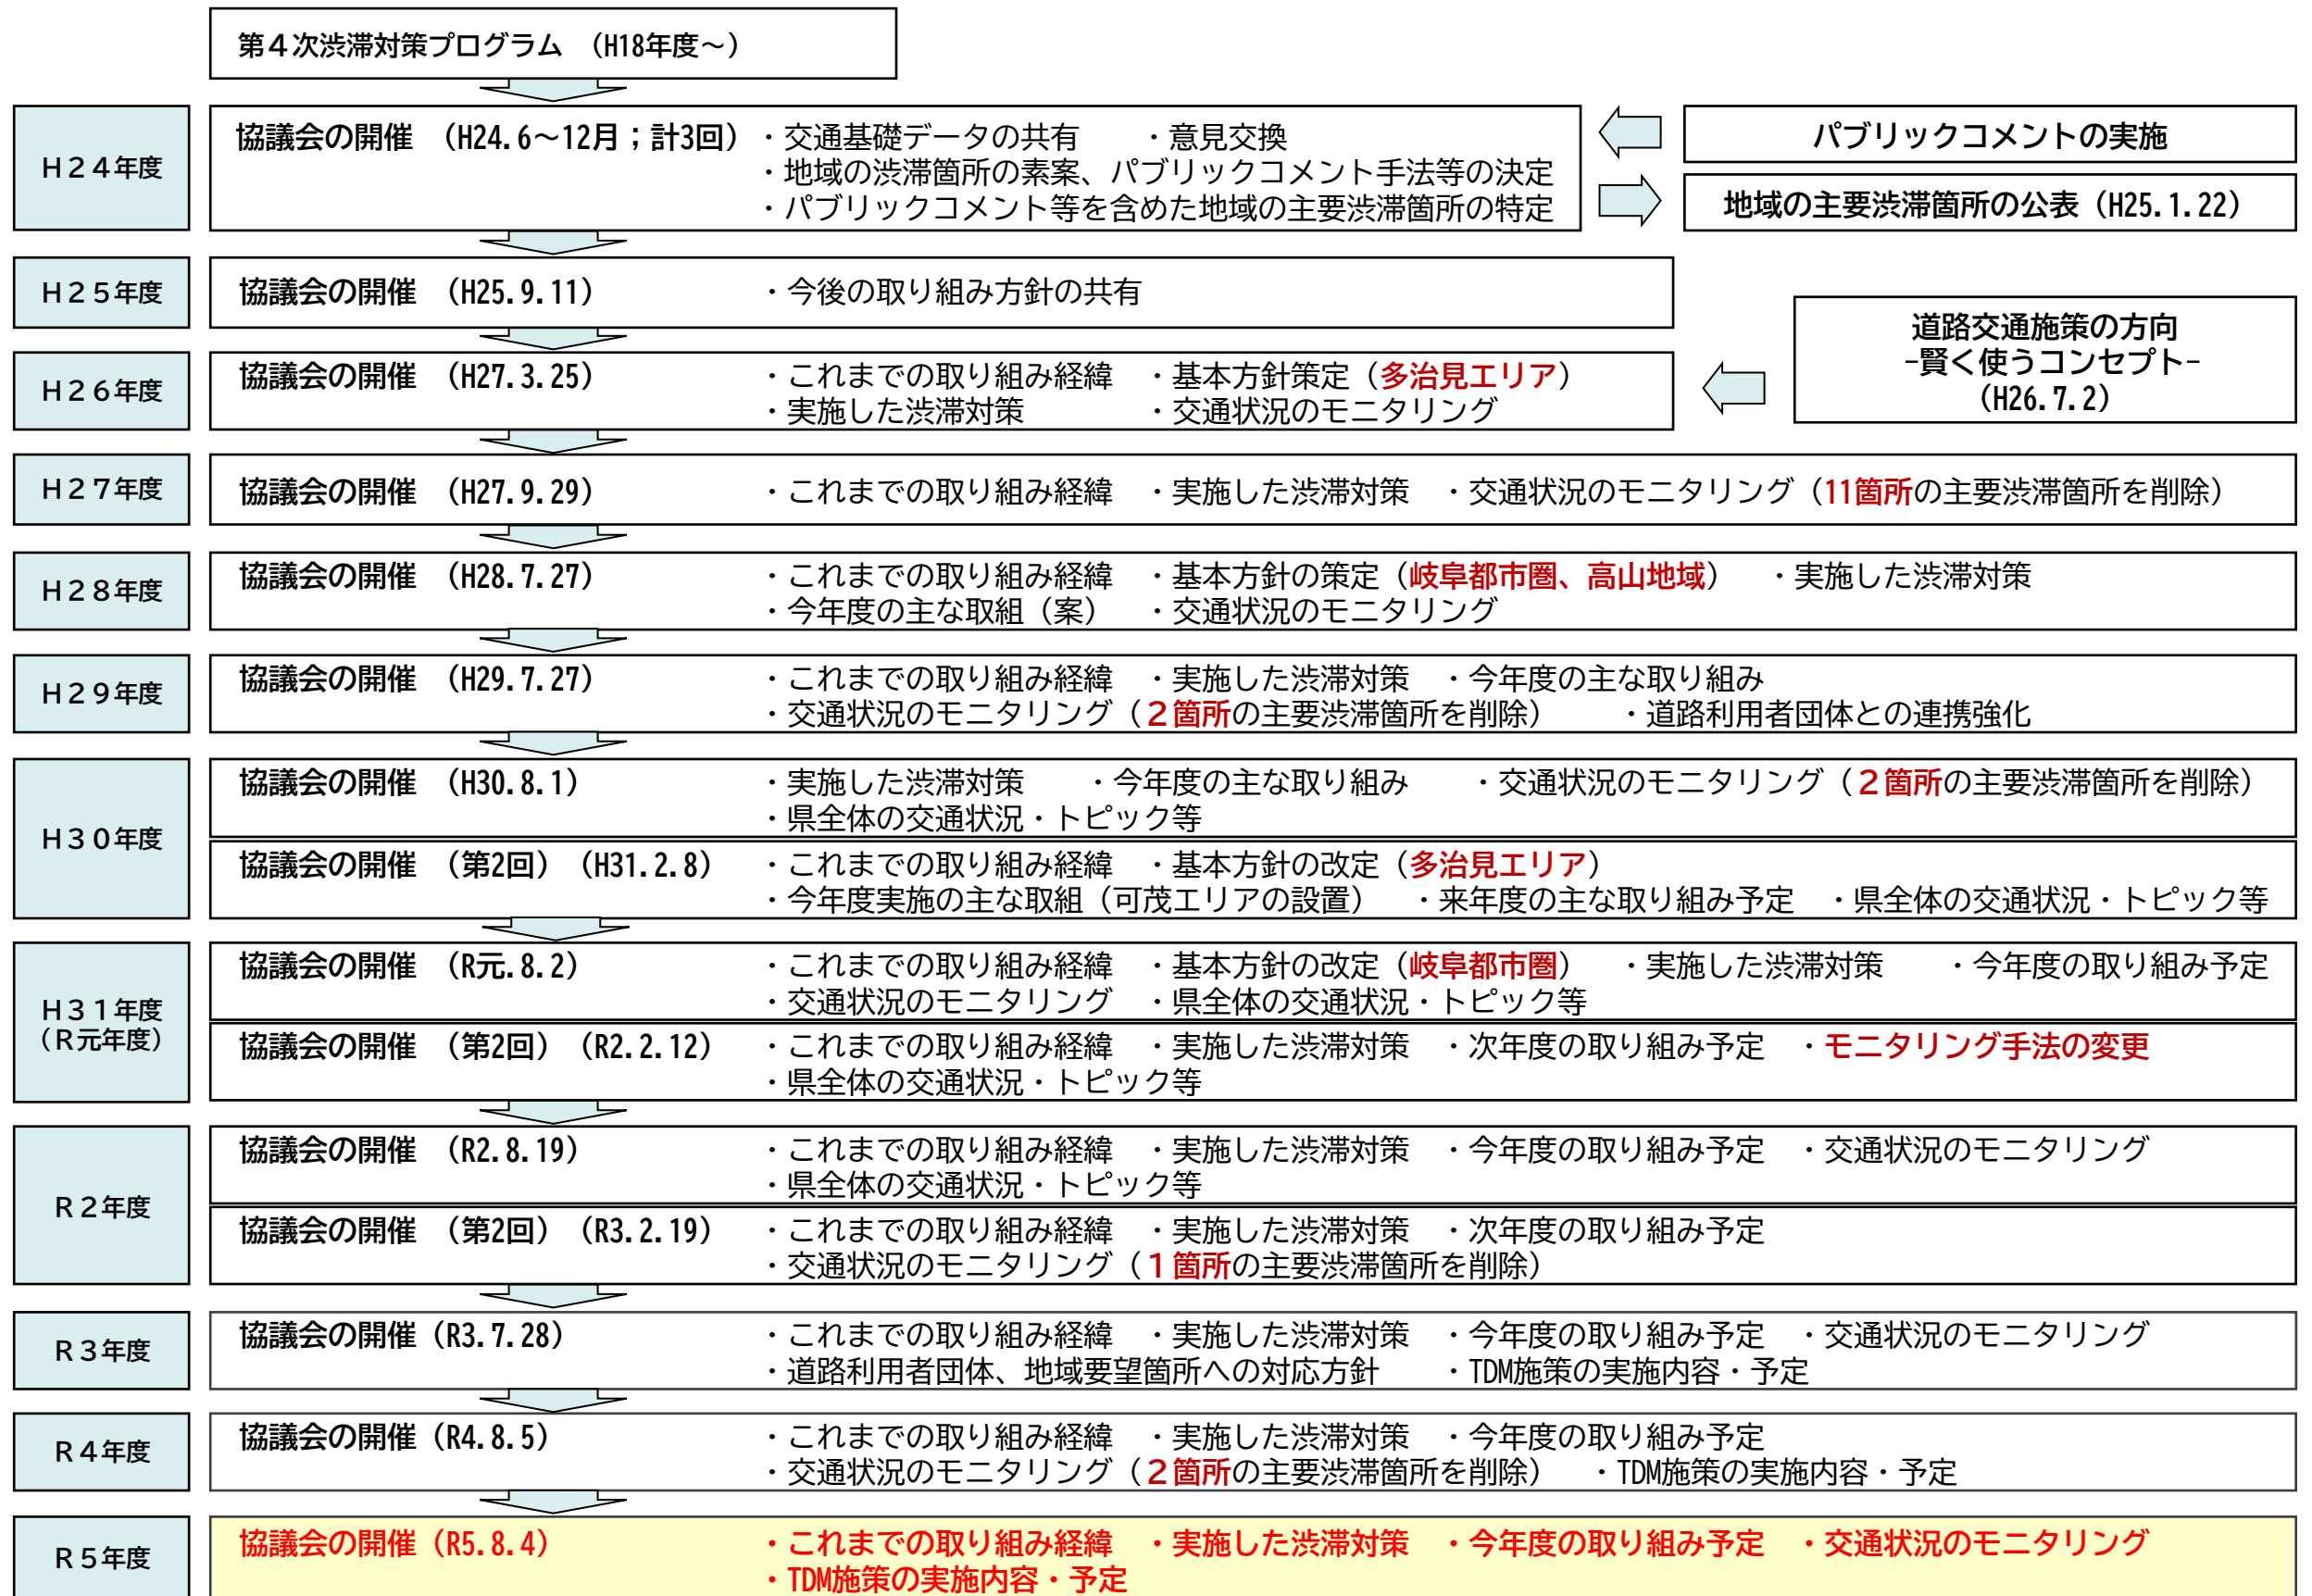 第４次渋滞対策プログラム （H18年度～）
Ｈ２４年度
協議会の開催 （H24.6～12月；計3回）・交通基礎データの共有 ・意見交換
・地域の渋滞箇所の素案、パブリックコメント手法等の決定
・パブリックコメント等を含めた地域の主要渋滞箇所の特定
パブリックコメントの実施
地域の主要渋滞箇所の公表（H25.1.22）
Ｈ２５年度
協議会の開催 （H25.9.11） ・今後の取り組み方針の共有
道路交通施策の方向
-賢く使うコンセプト-
（H26.7.2）
Ｈ２６年度
協議会の開催 （H27.3.25） ・これまでの取り組み経緯 ・基本方針策定（多治見エリア）
・実施した渋滞対策 ・交通状況のモニタリング
Ｈ２７年度
協議会の開催 （H27.9.29） ・これまでの取り組み経緯 ・実施した渋滞対策 ・交通状況のモニタリング（11箇所の主要渋滞箇所を削除）
Ｈ２８年度
協議会の開催 （H28.7.27） ・これまでの取り組み経緯 ・基本方針の策定（岐阜都市圏、高山地域） ・実施した渋滞対策
・今年度の主な取組（案） ・交通状況のモニタリング
Ｈ２９年度
協議会の開催 （H29.7.27） ・これまでの取り組み経緯 ・実施した渋滞対策 ・今年度の主な取り組み
・交通状況のモニタリング（２箇所の主要渋滞箇所を削除） ・道路利用者団体との連携強化
Ｈ３０年度
協議会の開催 （H30.8.1） ・実施した渋滞対策 ・今年度の主な取り組み ・交通状況のモニタリング（２箇所の主要渋滞箇所を削除）
・県全体の交通状況・トピック等
協議会の開催 （第2回）（H31.2.8） ・これまでの取り組み経緯 ・基本方針の改定（多治見エリア）
・今年度実施の主な取組（可茂エリアの設置） ・来年度の主な取り組み予定 ・県全体の交通状況・トピック等
Ｈ３１年度
（Ｒ元年度）
協議会の開催 （R元.8.2） ・これまでの取り組み経緯 ・基本方針の改定（岐阜都市圏） ・実施した渋滞対策 ・今年度の取り組み予定
・交通状況のモニタリング ・県全体の交通状況・トピック等
協議会の開催 （第2回）（R2.2.12） ・これまでの取り組み経緯 ・実施した渋滞対策 ・次年度の取り組み予定 ・モニタリング手法の変更
・県全体の交通状況・トピック等
Ｒ２年度
協議会の開催 （R2.8.19） ・これまでの取り組み経緯 ・実施した渋滞対策 ・今年度の取り組み予定 ・交通状況のモニタリング
・県全体の交通状況・トピック等
協議会の開催 （第2回）（R3.2.19） ・これまでの取り組み経緯 ・実施した渋滞対策 ・次年度の取り組み予定
・交通状況のモニタリング（１箇所の主要渋滞箇所を削除）
Ｒ３年度
協議会の開催（R3.7.28） ・これまでの取り組み経緯 ・実施した渋滞対策 ・今年度の取り組み予定 ・交通状況のモニタリング
・道路利用者団体、地域要望箇所への対応方針 ・TDM施策の実施内容・予定
Ｒ４年度
協議会の開催（R4.8.5） ・これまでの取り組み経緯 ・実施した渋滞対策 ・今年度の取り組み予定
・交通状況のモニタリング（２箇所の主要渋滞箇所を削除） ・TDM施策の実施内容・予定
Ｒ５年度
協議会の開催（R5.8.4） ・これまでの取り組み経緯 ・実施した渋滞対策 ・今年度の取り組み予定 ・交通状況のモニタリング
・TDM施策の実施内容・予定